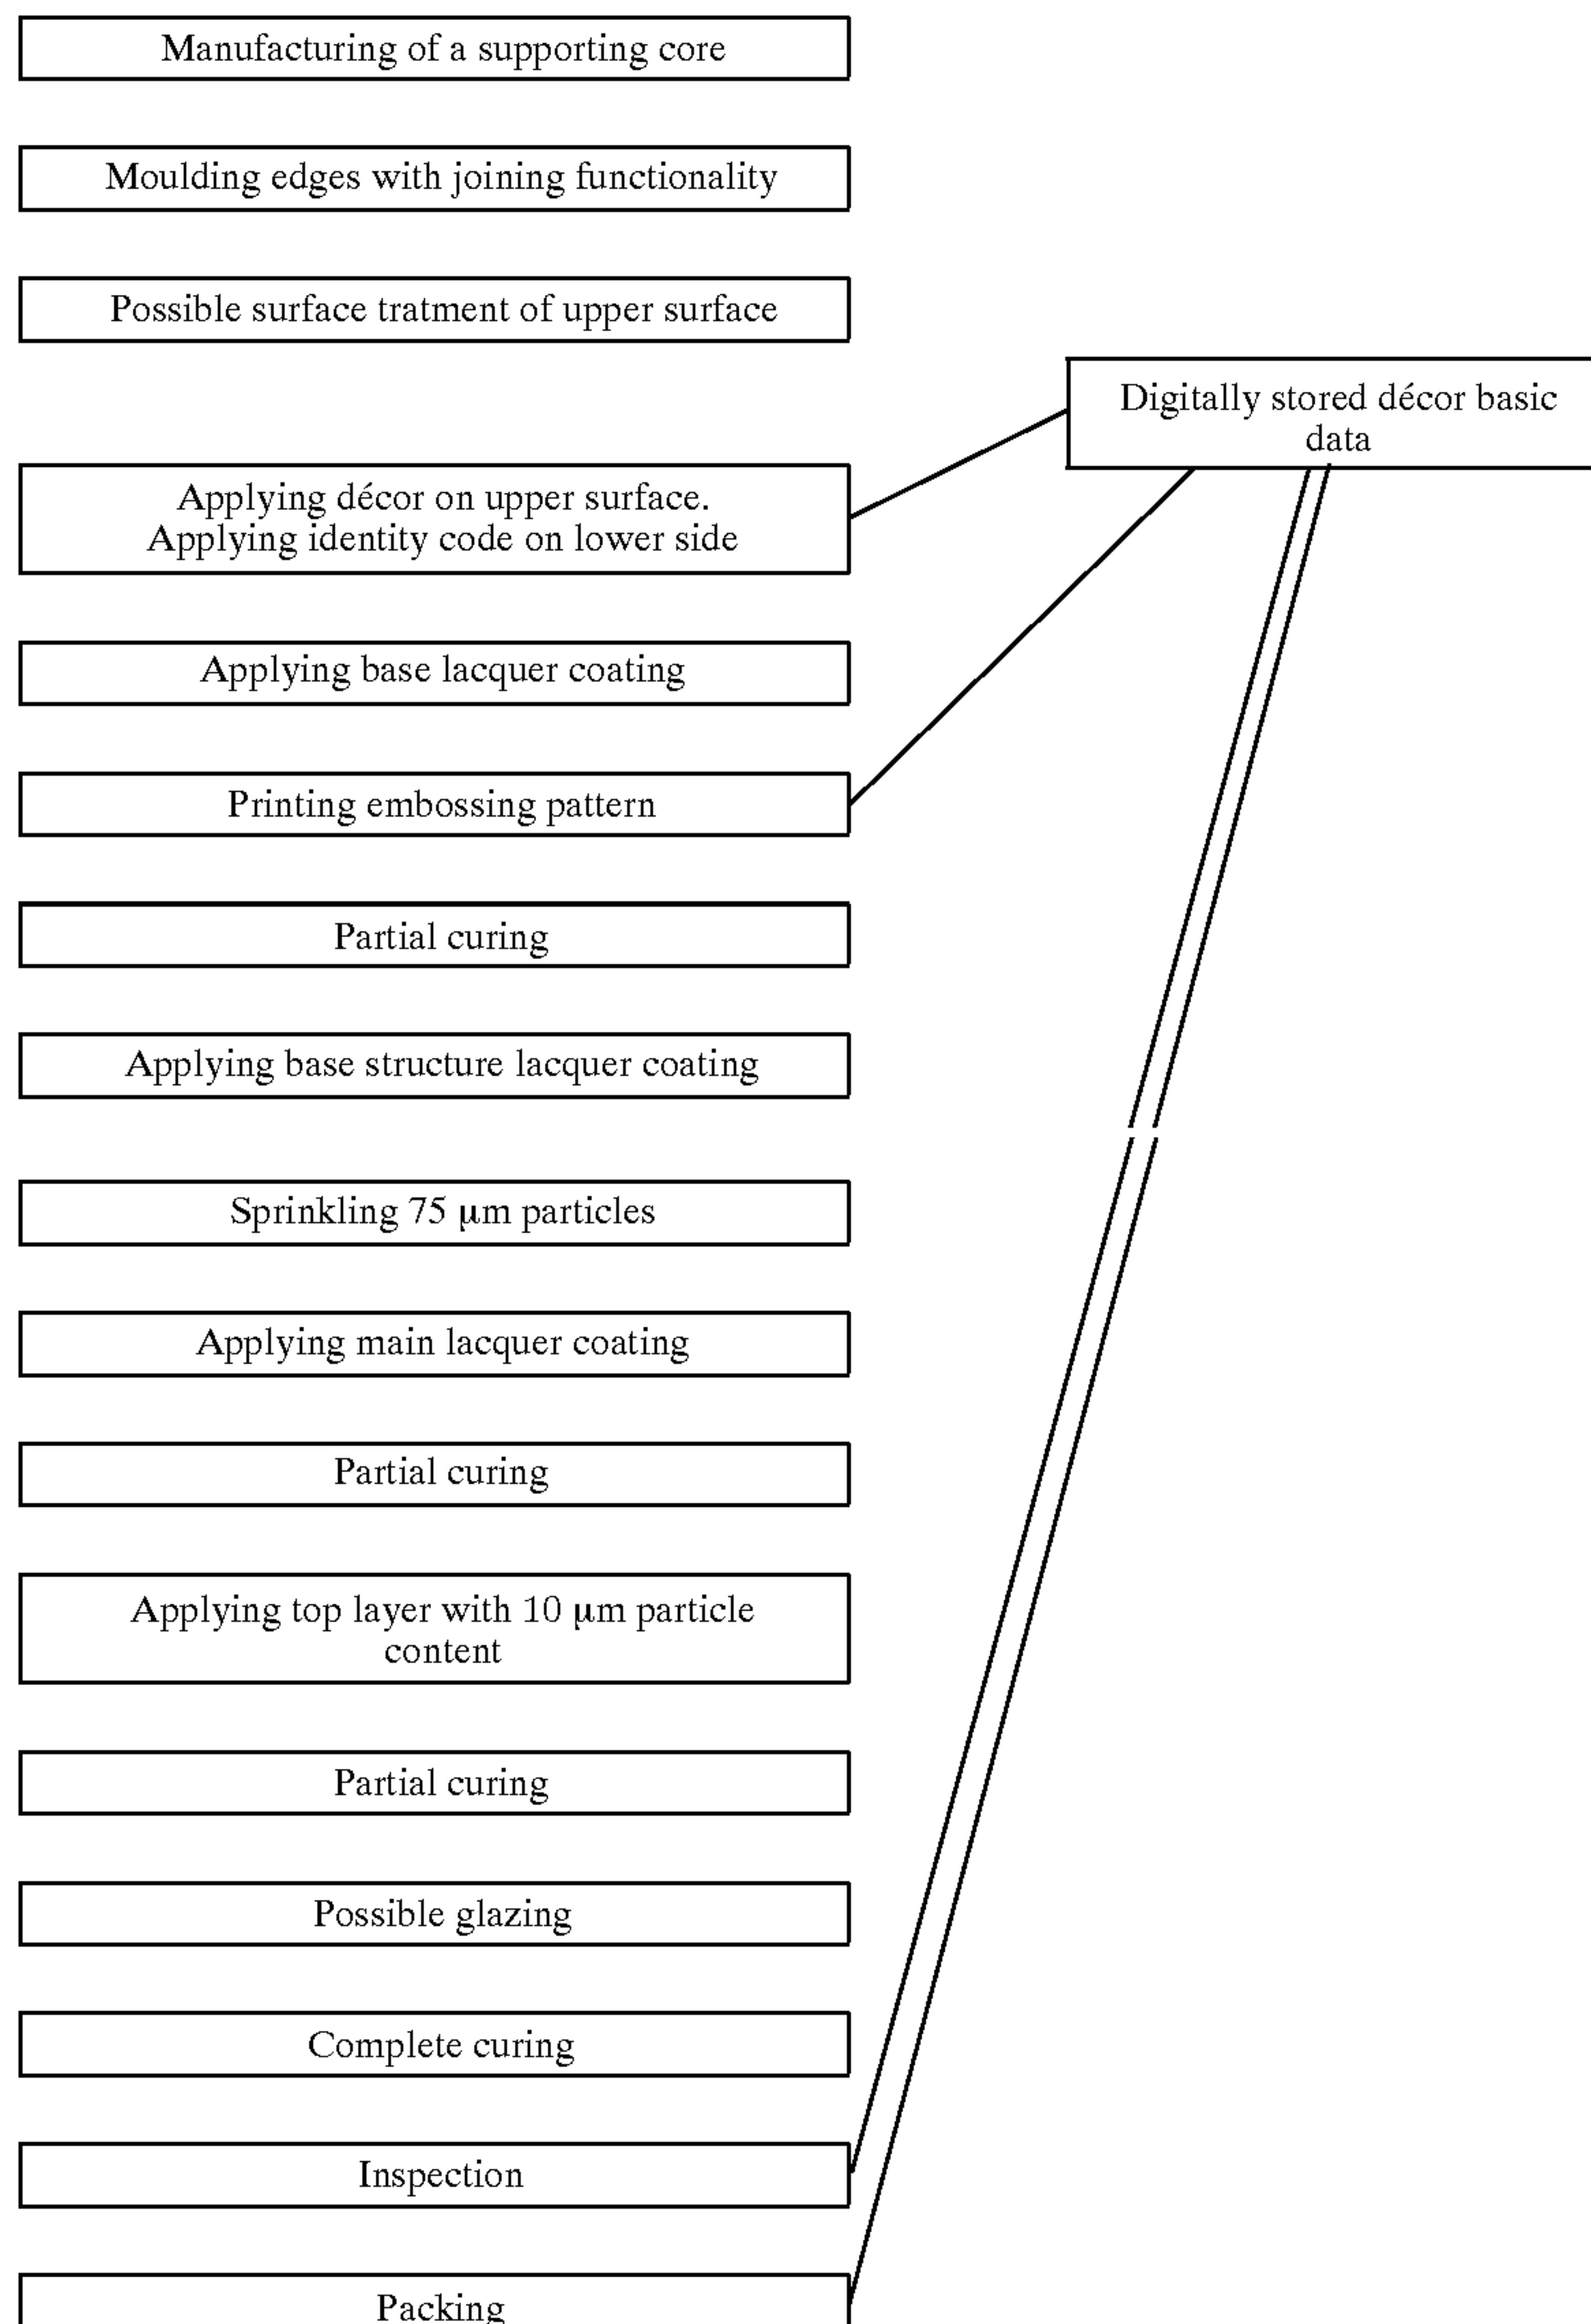 Manufacturing of a supporting core
Moulding edges with joining functionality
Possible surface tratment of upper surface
Digitally stored décor basic
data
Applying décor on upper surface.
Applying identity code on lower side
Applying base lacquer coating
Printing embossing pattern
Partial curing
Applying base structure lacquer coating
Sprinkling 75 µm particles
Applying main lacquer coating
Partial curing
Applying top layer with 10 µm particle
content
Partial curing
Possible glazing
Complete curing
Inspection
Packing